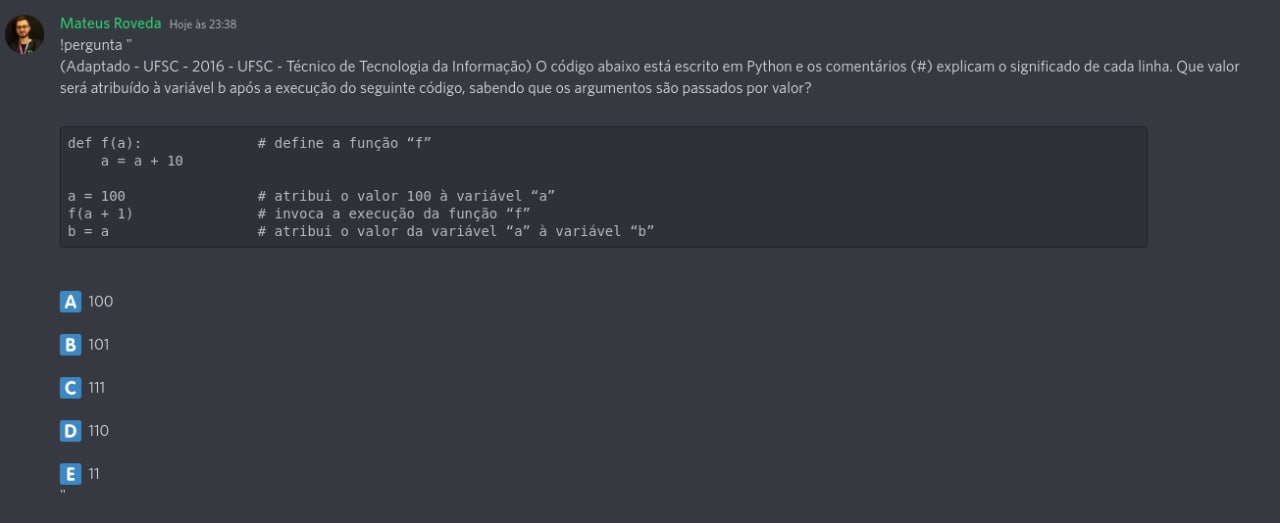 Mateus Roveda Hoje às 23:38
!pergunta "
(Adaptado - UFSC - 2016 - UFSC - Técnico de Tecnologia da Informação) O código abaixo está escrito em Python e os comentários (#) explicam o significado de cada linha. Que valor
será atribuído à variável b após a execução do seguinte código, sabendo que os argumentos são passados por valor?
def f(a):              # define a função “f”
    a = a + 10
a = 100                # atribui o valor 100 à variável “a”
f(a + 1)               # invoca a execução da função “f”
b = a                  # atribui o valor da variável “a” à variável “b”
A 100
B 101
C 111
D 110
E 11
"